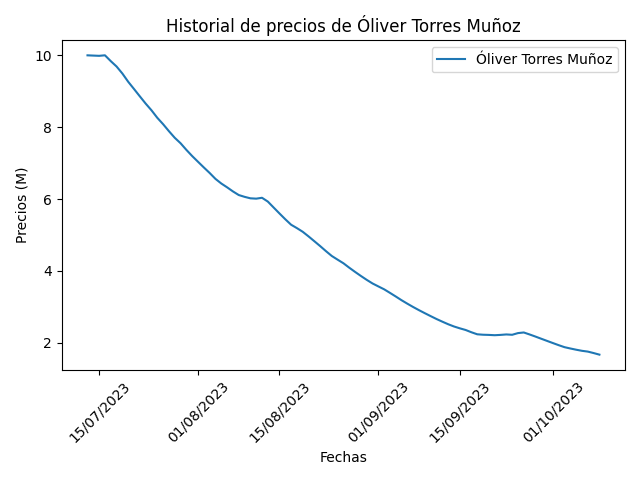 Historial de precios de Óliver Torres Muñoz
Óliver Torres Muñoz
Precios (M)
10
8
6
4
2
15/07/2023
01/08/2023
15/08/2023
01/09/2023
15/09/2023
01/10/2023
Fechas